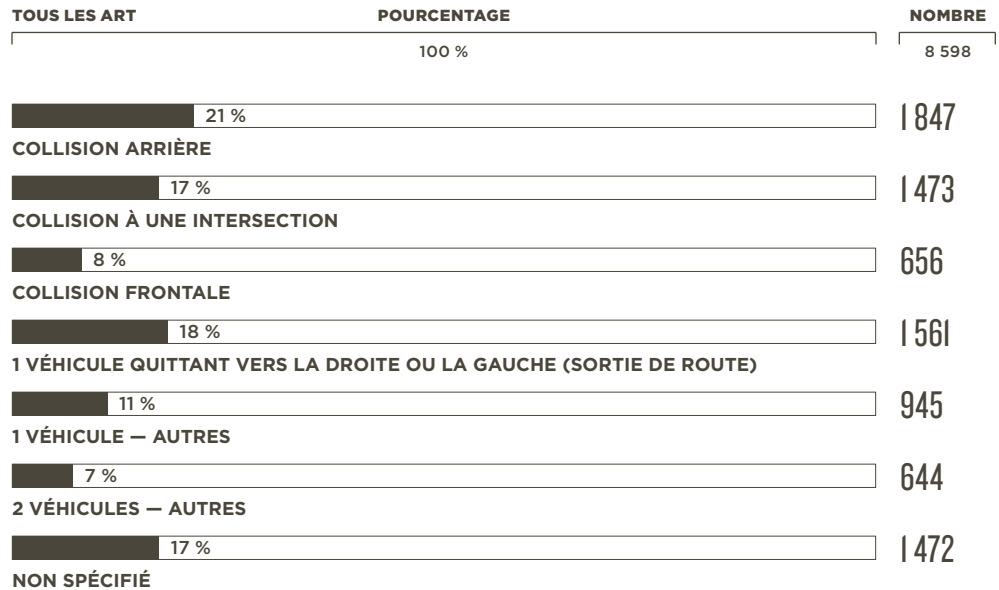 TOUS LES ART POURCENTAGE NOMBRE
100 % 8 598
21 % 1 847
COLLISION ARRIÈRE
17 % 1 473
COLLISION À UNE INTERSECTION
8 % 656
COLLISION FRONTALE
18 % 1 561
1 VÉHICULE QUITTANT VERS LA DROITE OU LA GAUCHE (SORTIE DE ROUTE)
11 % 945
1 VÉHICULE — AUTRES
7 % 644
2 VÉHICULES — AUTRES
17 % 1 472
NON SPÉCIFIÉ